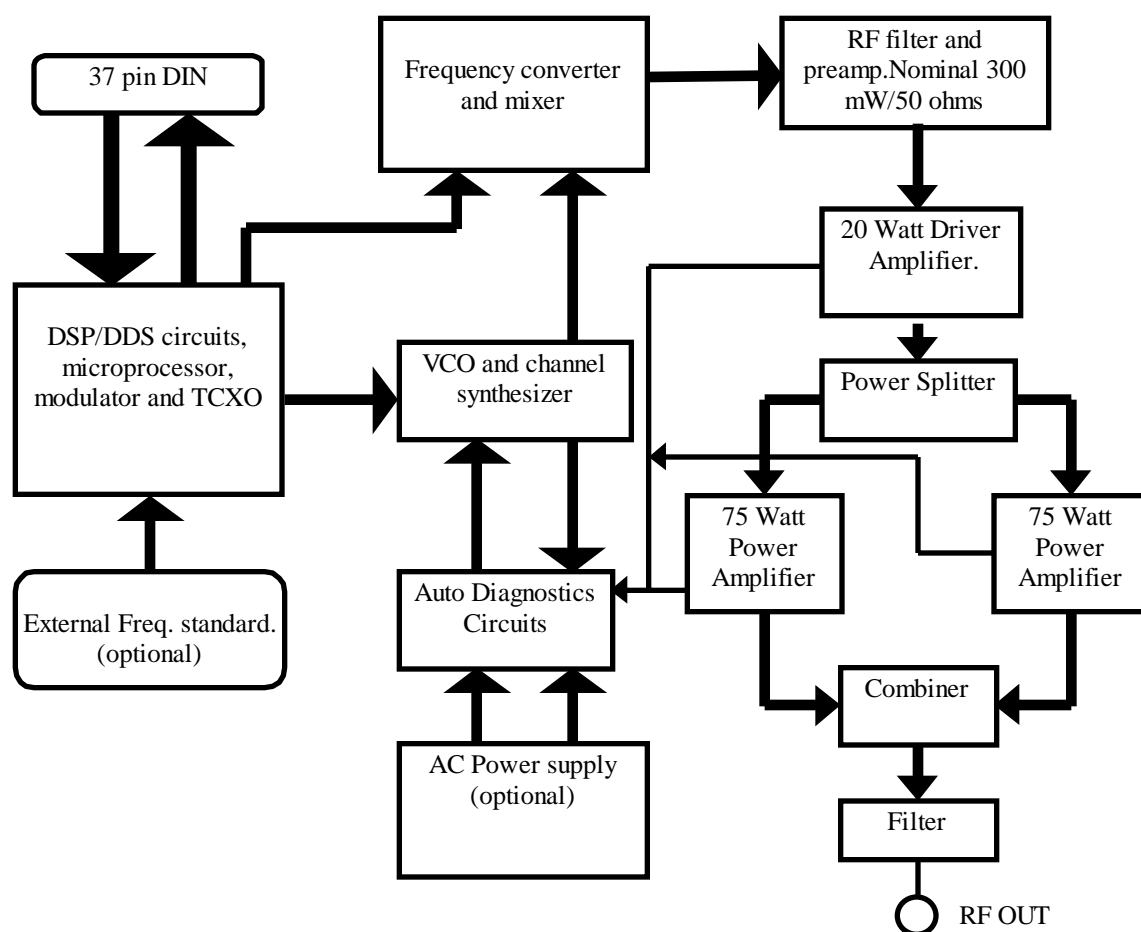 37 pin DIN
Frequency converter
and mixer
RF filter and
preamp.Nominal 300
mW/50 ohms
20 Watt Driver
Amplifier.
DSP/DDS circuits,
microprocessor,
modulator and TCXO
VCO and channel
synthesizer
Power Splitter
75 Watt
Power
Amplifier
75 Watt
Power
Amplifier
External Freq. standard.
(optional)
Auto Diagnostics
Circuits
Combiner
AC Power supply
(optional)
Filter
RF OUT